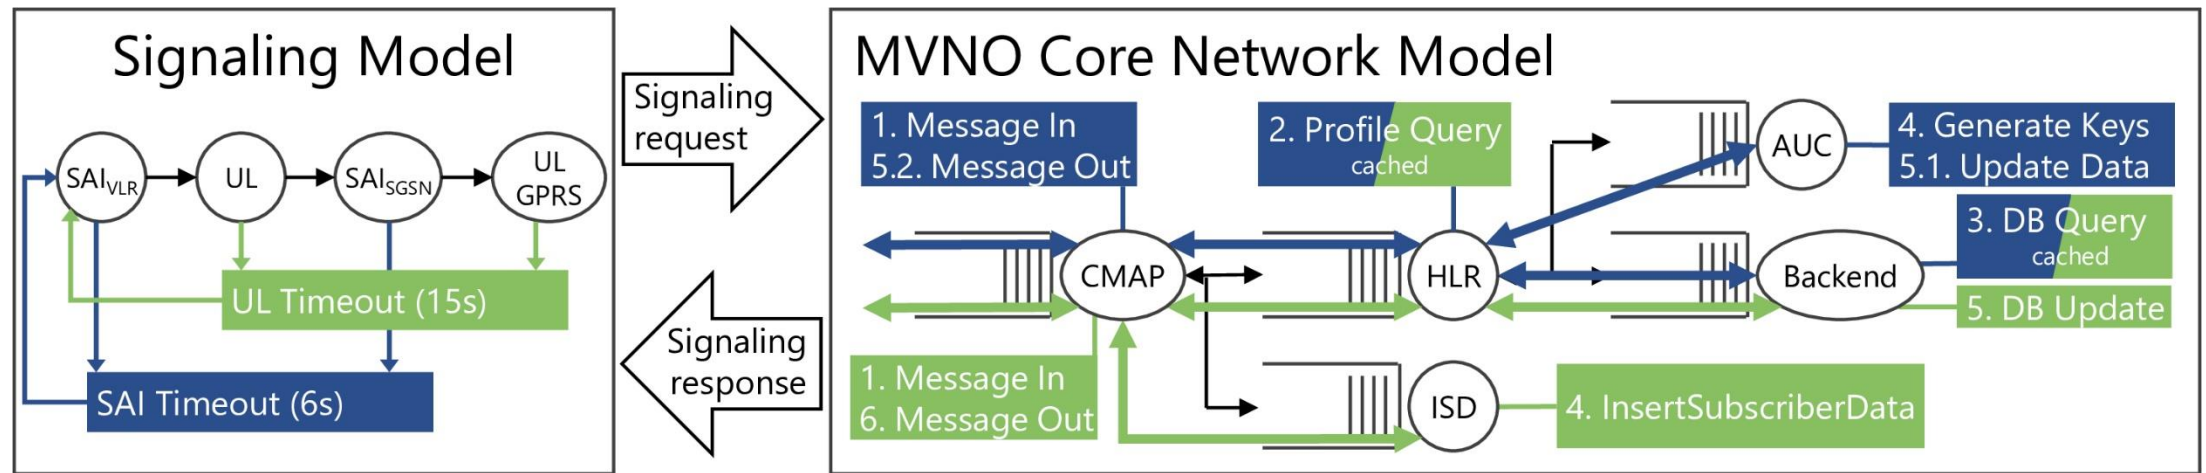 Signaling Model
SAIVLR
UL
SAISGSN
UL
GPRS
UL Timeout (15s)
SAI Timeout (6s)
Signaling
request
Signaling
response
MVNO Core Network Model
1. Message In
5.2. Message Out
2. Profile Query
cached
AUC
4. Generate Keys
5.1. Update Data
3. DB Query
cached
CMAP
HLR
Backend
5. DB Update
1. Message In
6. Message Out
ISD
4. InsertSubscriberData